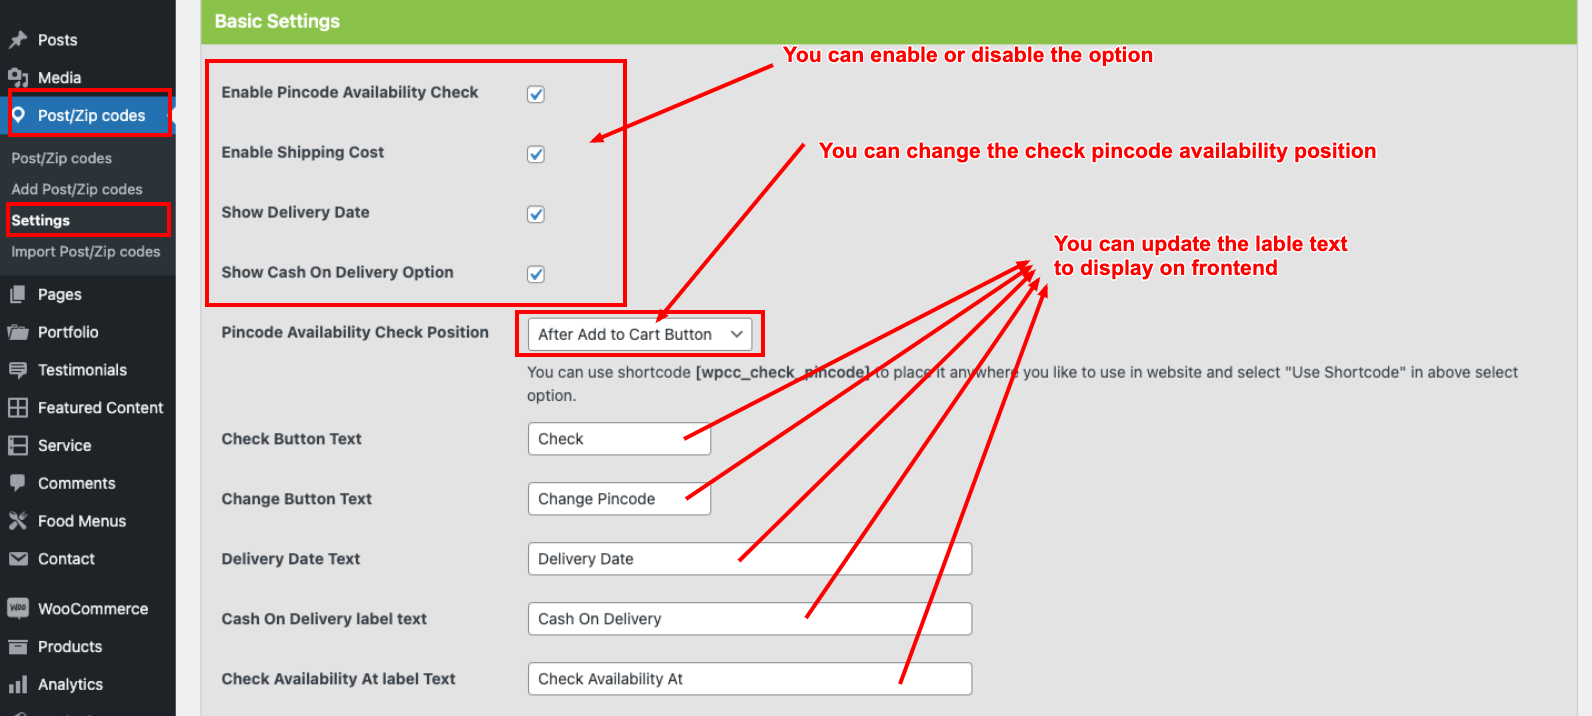 Posts
Media
Post/Zip codes
Post/Zip codes
Add Post/Zip codes
Settings
Import Post/Zip codes
Pages
Portfolio
Testimonials
Featured Content
Service
Comments
Food Menus
Contact
WooCommerce
Products
Analytics
Basic Settings
You can enable or disable the option
Enable Pincode Availability Check
You can change the check pincode availability position
Enable Shipping Cost
Show Delivery Date
You can update the lable text
to display on frontend
Show Cash On Delivery Option
Pincode Availability Check Position
After Add to Cart Button
You can use shortcode [wpcc_check_pincode] to place it anywhere you like to use in website and select "Use Shortcode" in above select
option.
Check Button Text
Check
Change Button Text
Change Pincode
Delivery Date Text
Delivery Date
Cash On Delivery label text
Cash On Delivery
Check Availability At label Text
Check Availability At